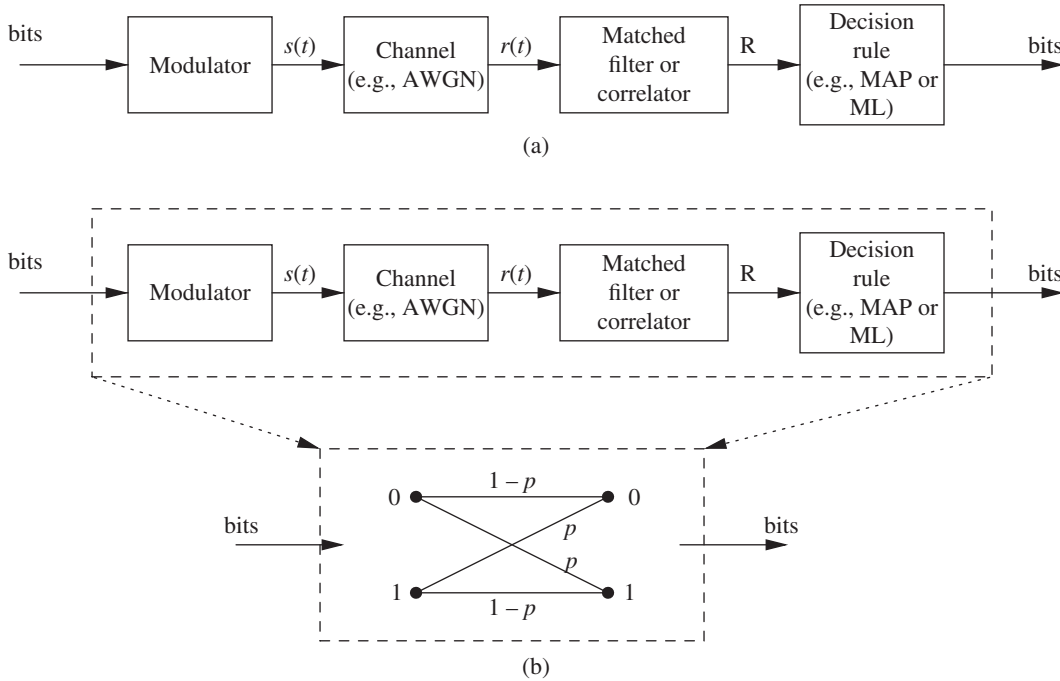 bits
Modulator
s(t)
Channel
(e.g., AWGN)
r(t)
Matched
filter or
correlator
R
Decision
rule
(e.g., MAP or
ML)
bits
(a)
bits
Modulator
s(t)
Channel
(e.g., AWGN)
r(t)
Matched
filter or
correlator
R
Decision
rule
(e.g., MAP or
ML)
bits
bits
0
1 – p
0
p
p
1
1 – p
1
bits
(b)